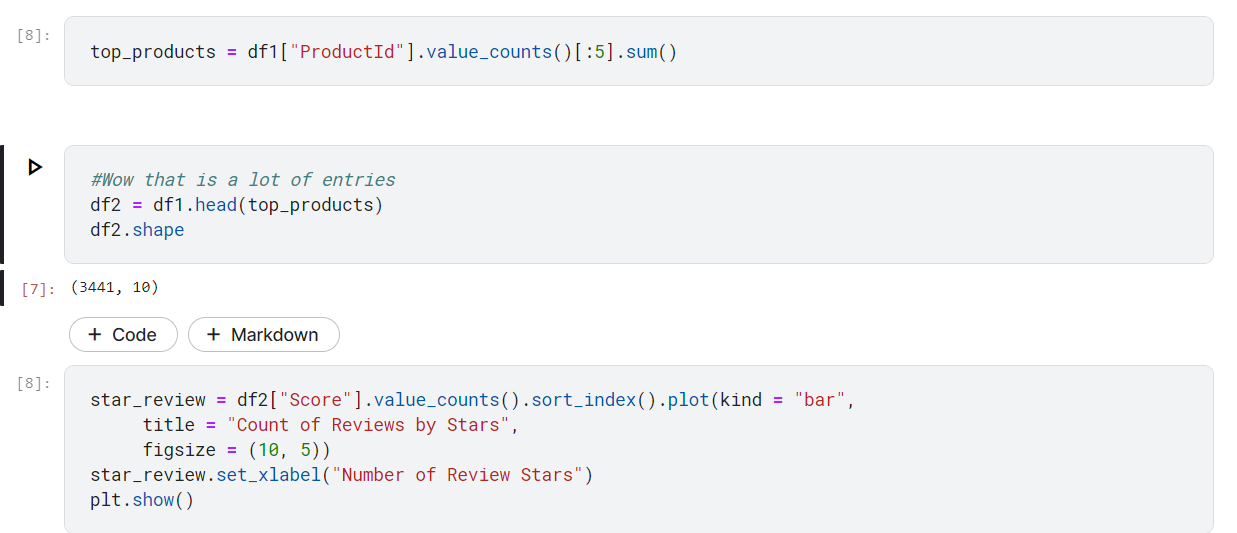 [8]:
top_products = df1["ProductId"].value_counts()[:5].sum()
#Wow that is a lot of entries
df2 = df1.head(top_products)
df2.shape
[7]: (3441, 10)
+ Code + Markdown
[8]:
star_review = df2["Score"].value_counts().sort_index().plot(kind = "bar",
title = "Count of Reviews by Stars",
figsize = (10, 5))
star_review.set_xlabel("Number of Review Stars")
plt.show()